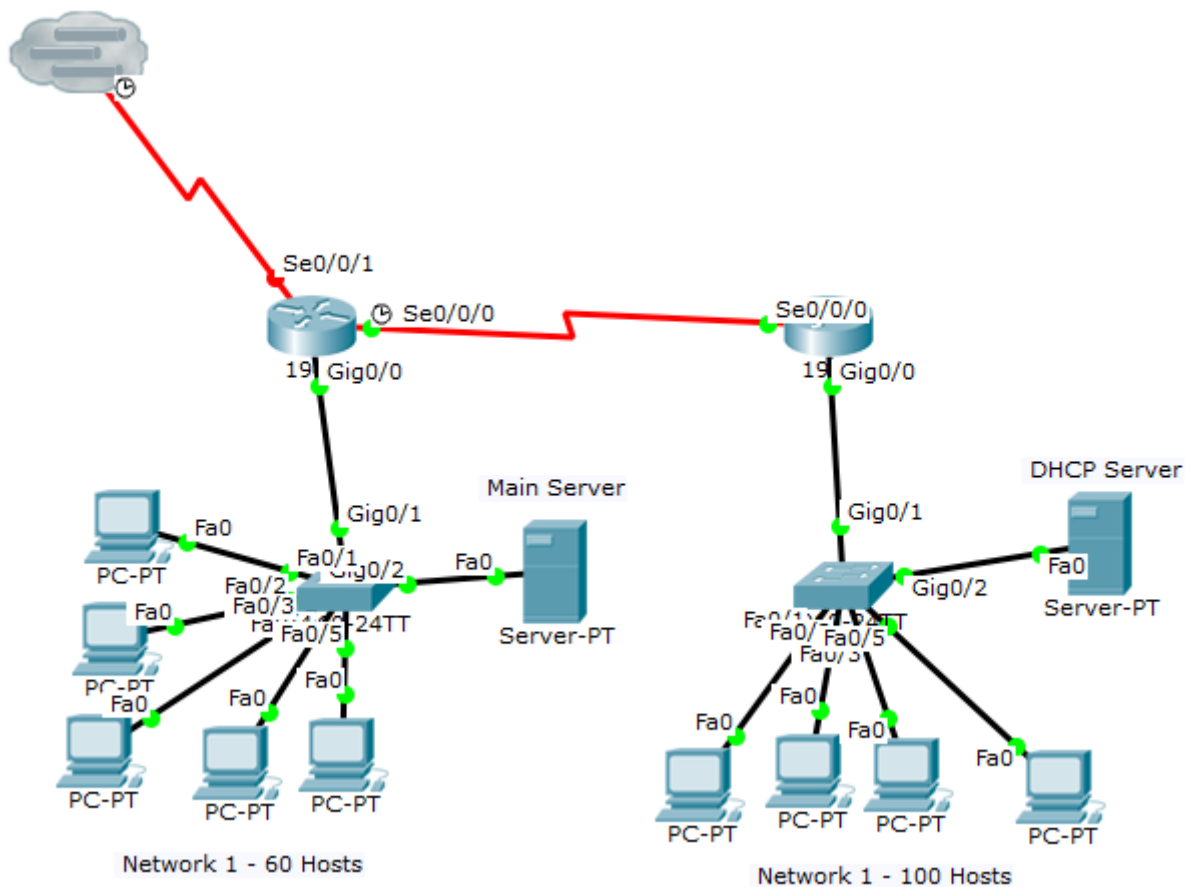 Se0/0/1
Se0/0/0
Se0/0/0
19
Gig0/0
19
Gig0/0
DHCP Server
Main Server
Gig0/1
Gig0/1
Fa0
Fa0/1
Gig0/2
Fa0
Fa0
PC-PT
Fa0/2
Gig0/2
Server-PT
Fa0
Fa0/3
-24TT
Fa0/5
Server-PT
Fa0/5
PC-PT
Fa0
Fa0
Fa0
Fa0
Fa0
Fa0
Fa0
PC-PT
PC-PT
PC-PT
PC-PT
PC-PT
PC-PT
PC-PT
Network 1 - 60 Hosts
Network 1 - 100 Hosts